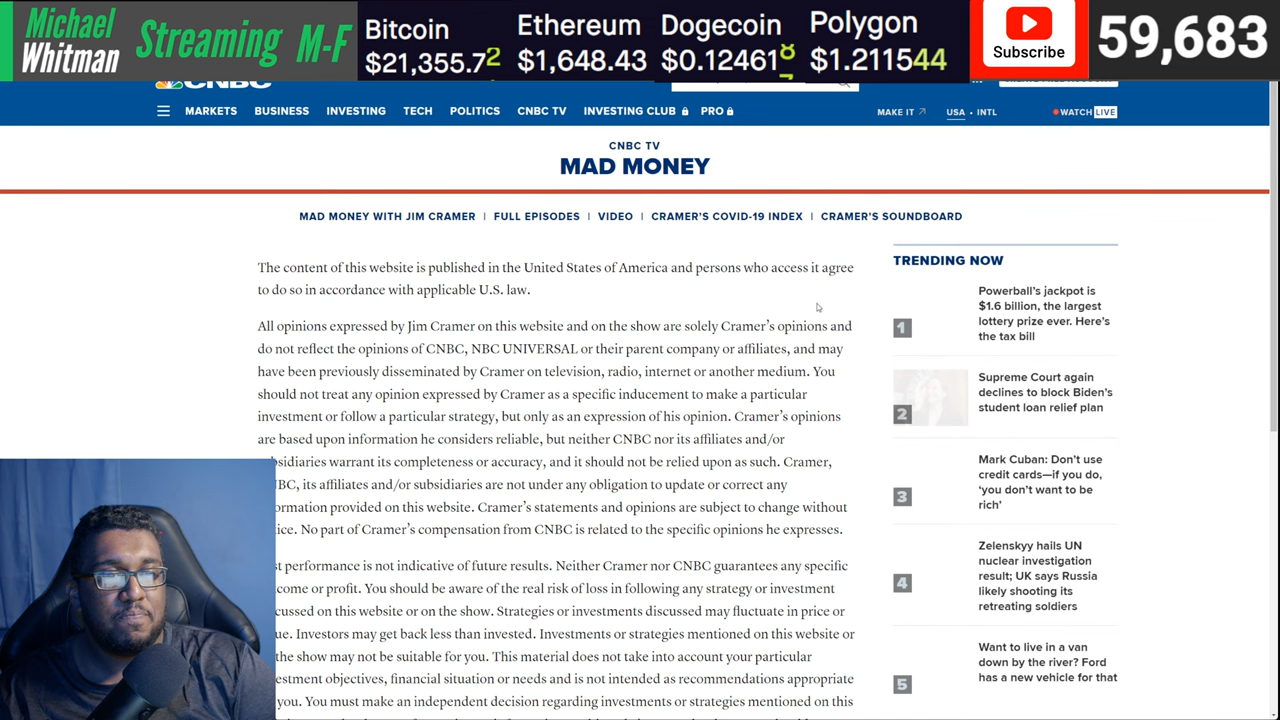 Michael
Whitman
Streaming M-F
Bitcoin
$21,355.7
Ethereum
$1,648.43
Dogecoin
$0.12461
Polygon
$1.211544
Subscribe
59,683
CNBC
MARKETS
BUSINESS
INVESTING
TECH
POLITICS
CNBC TV
INVESTING CLUB
PRO
MAKE IT
USA • INTL
WATCH LIVE
CNBC TV
MAD MONEY
MAD MONEY WITH JIM CRAMER | FULL EPISODES | VIDEO | CRAMER'S COVID-19 INDEX | CRAMER'S SOUNDBOARD
The content of this website is published in the United States of America and persons who access it agree
to do so in accordance with applicable U.S. law.
All opinions expressed by Jim Cramer on this website and on the show are solely Cramer's opinions and
do not reflect the opinions of CNBC, NBC UNIVERSAL or their parent company or affiliates, and may
have been previously disseminated by Cramer on television, radio, internet or another medium. You
should not treat any opinion expressed by Cramer as a specific inducement to make a particular
investment or follow a particular strategy, but only as an expression of his opinion. Cramer's opinions
are based upon information he considers reliable, but neither CNBC nor its affiliates and/or
bsidiaries warrant its completeness or accuracy, and it should not be relied upon as such. Cramer,
BC, its affiliates and/or subsidiaries are not under any obligation to update or correct any
ormation provided on this website. Cramer's statements and opinions are subject to change without
ice. No part of Cramer's compensation from CNBC is related to the specific opinions he expresses.
st performance is not indicative of future results. Neither Cramer nor CNBC guarantees any specific
come or profit. You should be aware of the real risk of loss in following any strategy or investment
cussed on this website or on the show. Strategies or investments discussed may fluctuate in price or
ue. Investors may get back less than invested. Investments or strategies mentioned on this website or
the show may not be suitable for you. This material does not take into account your particular
estment objectives, financial situation or needs and is not intended as recommendations appropriate
you. You must make an independent decision regarding investments or strategies mentioned on this
TRENDING NOW
1
Powerball's jackpot is
$1.6 billion, the largest
lottery prize ever. Here's
the tax bill
2
Supreme Court again
declines to block Biden's
student loan relief plan
3
Mark Cuban: Don't use
credit cards—if you do,
'you don't want to be
rich'
4
Zelenskyy hails UN
nuclear investigation
result; UK says Russia
likely shooting its
retreating soldiers
5
Want to live in a van
down by the river? Ford
has a new vehicle for that